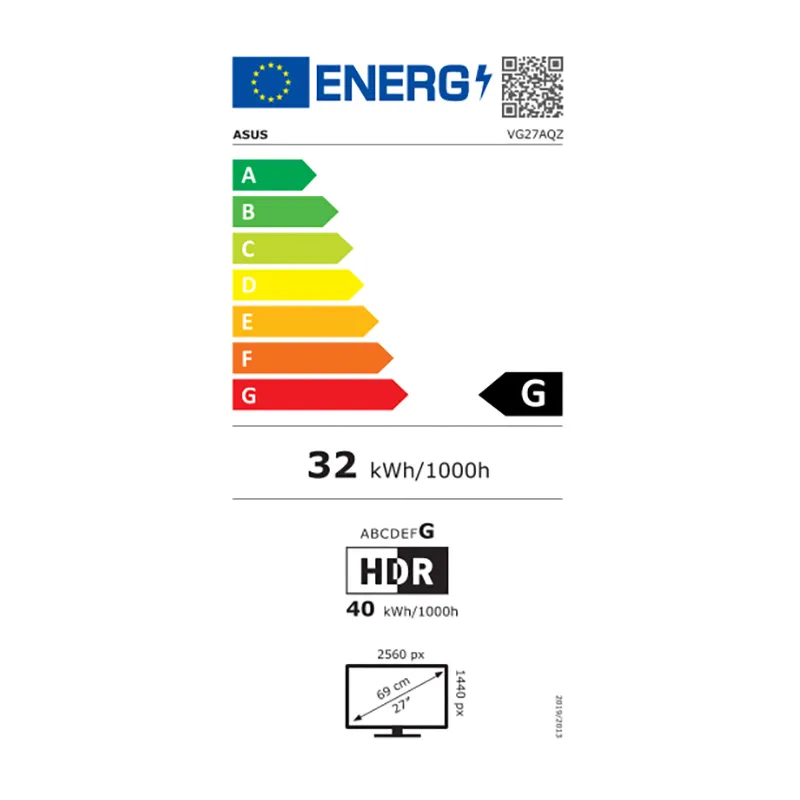 ENERG
ASUS VG27AQZ
A
B
C
D
E
F
G
G
32 kWh/1000h
ABCDEFG
HDR
40 kWh/1000h
2560 px
1440 px
69 cm
27"
2019/2013